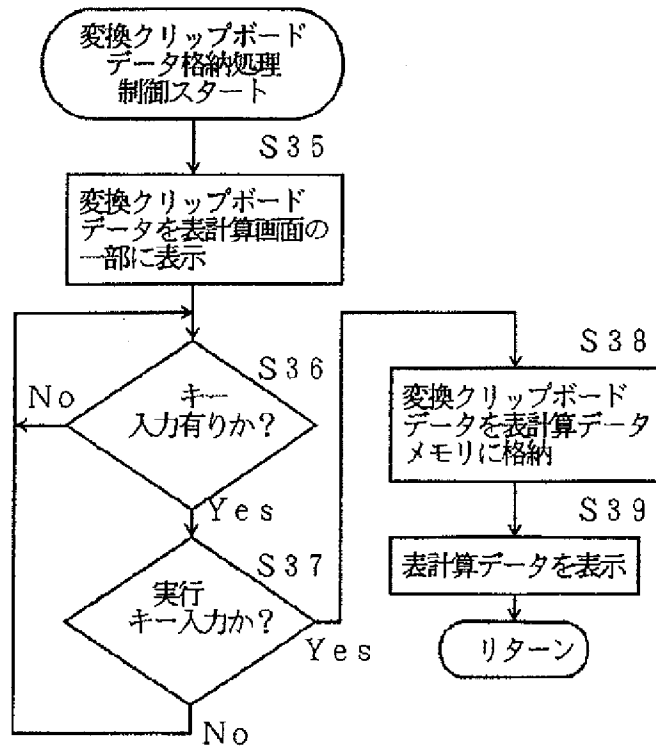 変換クリップボード
データ格納処理
制御スタート
S35
変換クリップボード
データを表計算画面の
一部に表示
S36
キー
入力有りか?
No
Yes
S37
実行
キー入力か?
Yes
No
S38
変換クリップボード
データを表計算データ
メモリに格納
S39
表計算データを表示
リターン